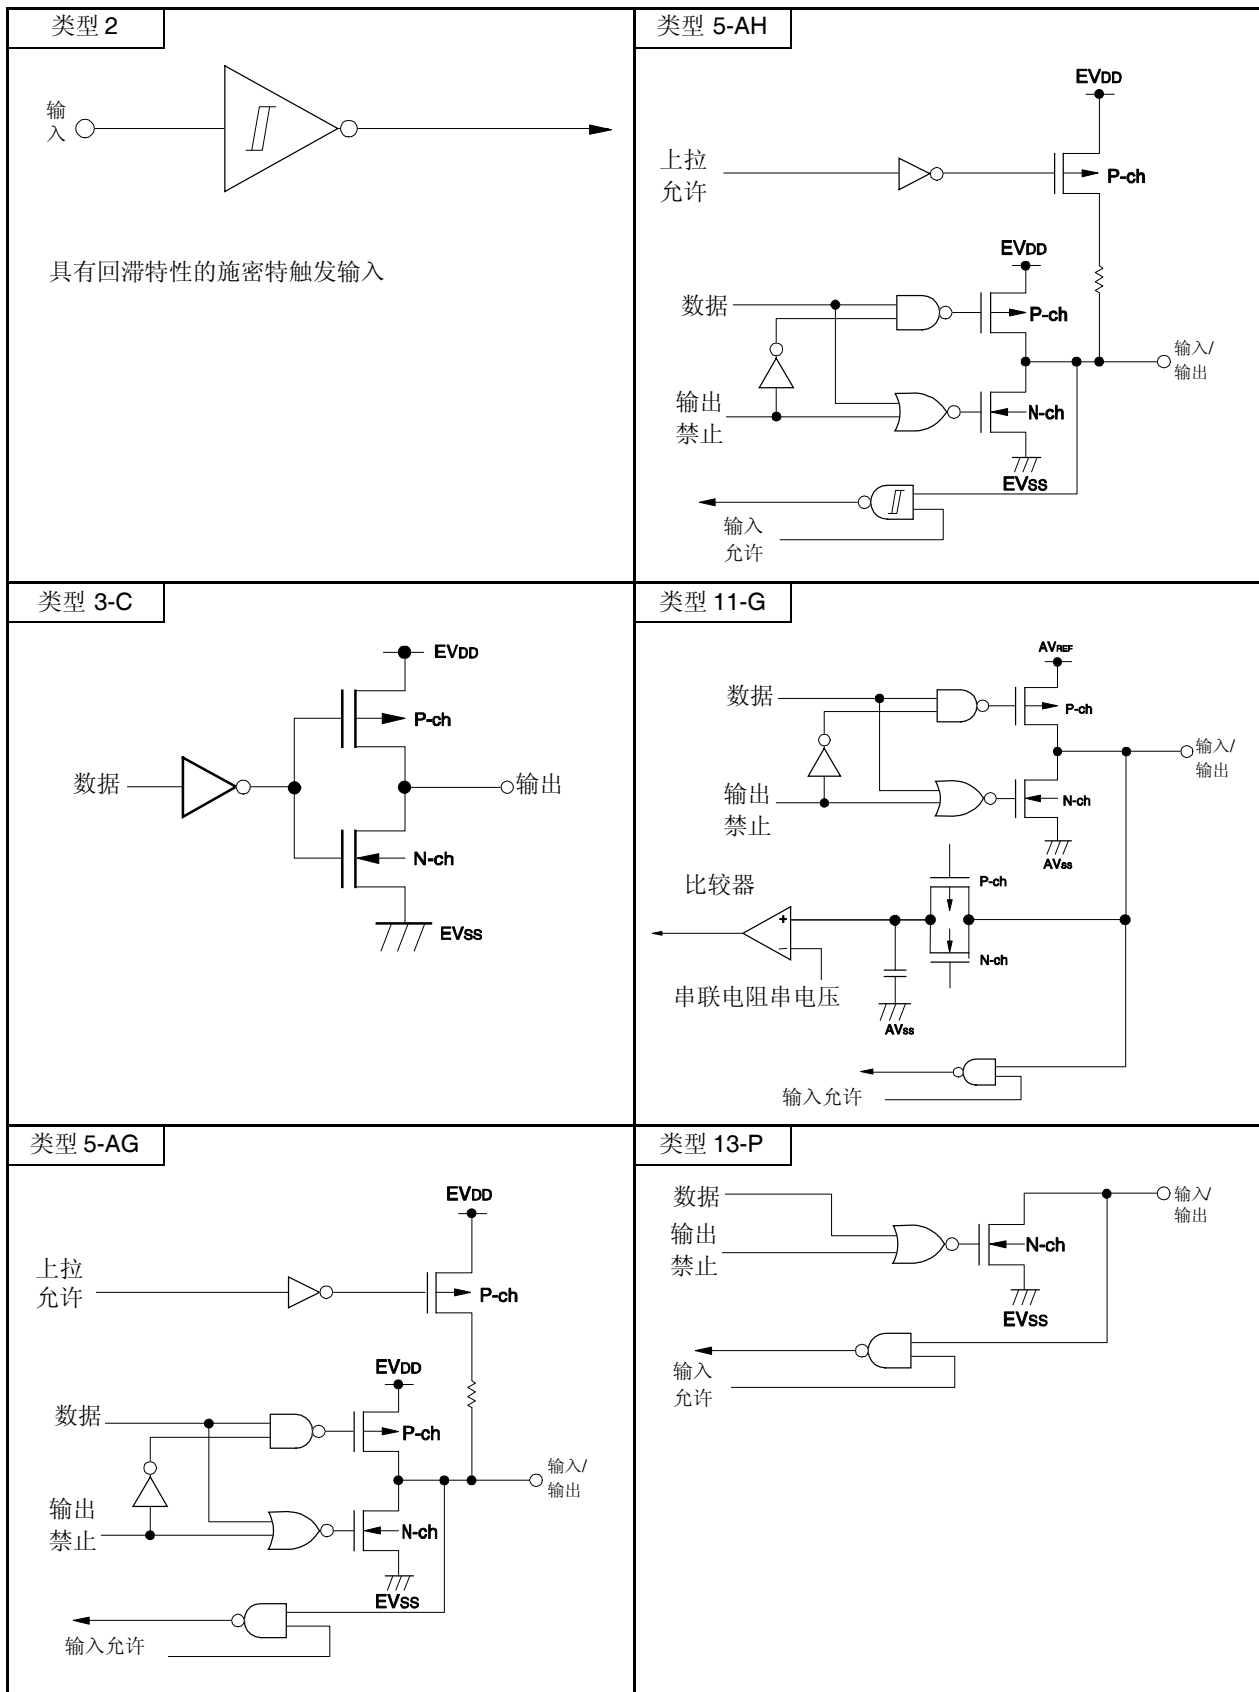 类型 2
输
入
具有回滞特性的施密特触发输入
类型 5-AH
EVDD
上拉
允许
P-ch
EVDD
数据
P-ch
输入/
输出
输出
禁止
N-ch
EVSS
输入
允许
类型 3-C
EVDD
P-ch
数据
输出
N-ch
EVSS
类型 11-G
AVREF
数据
P-ch
输入/
输出
输出
禁止
N-ch
AVSS
比较器
P-ch
+
−
N-ch
串联电阻串电压
AVSS
输入允许
类型 5-AG
EVDD
上拉
允许
P-ch
EVDD
数据
P-ch
输入/
输出
输出
禁止
N-ch
EVSS
输入允许
类型 13-P
数据
输入/
输出
输出
禁止
N-ch
EVSS
输入
允许